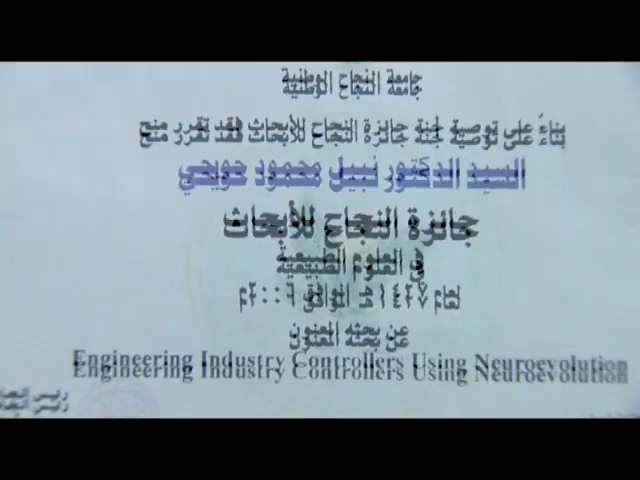 جامعة النجاح الوطنية
بناءً على توصية لجنة جائزة النجاح للأبحاث فقد تقرر منح
السيد الدكتور نبيل محمود حويحي
جائزة النجاح للأبحاث
في العلوم الطبيعية
لعام ١٤٢٧هـ الموافق ٢٠٠٦م
عن بحثه المعنون
Engineering Industry Controllers Using Neuroevolution
رئيس